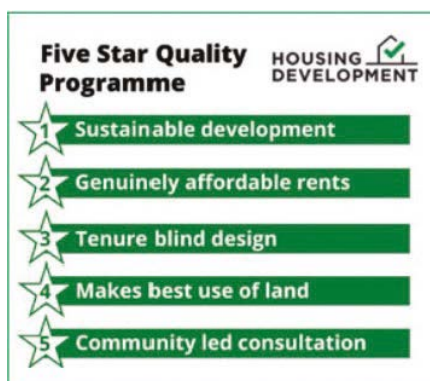 Five Star Quality
Programme
HOUSING
DEVELOPMENT
1 Sustainable development
2 Genuinely affordable rents
3 Tenure blind design
4 Makes best use of land
5 Community led consultation